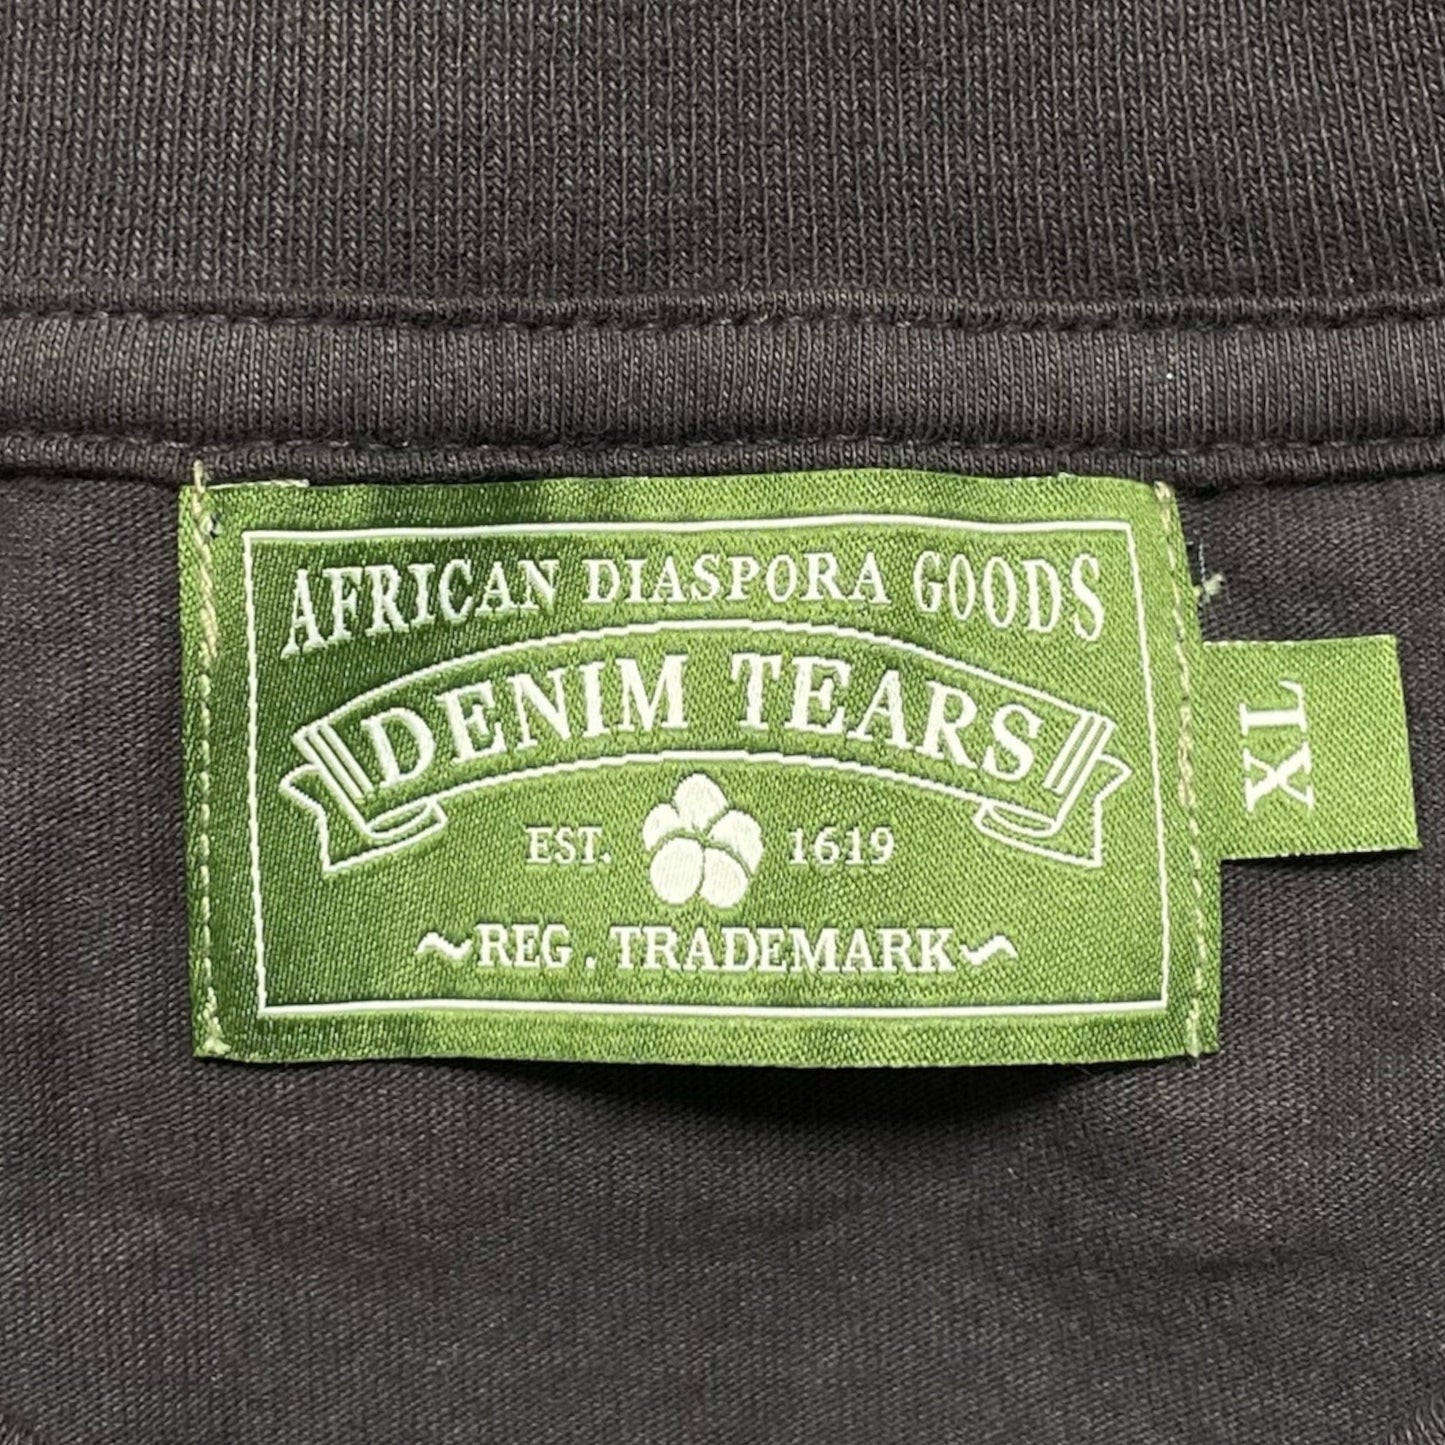 AFRICAN DIASPORA GOODS
DENIM TEARS
EST. 1619
~REG. TRADEMARK~
XL